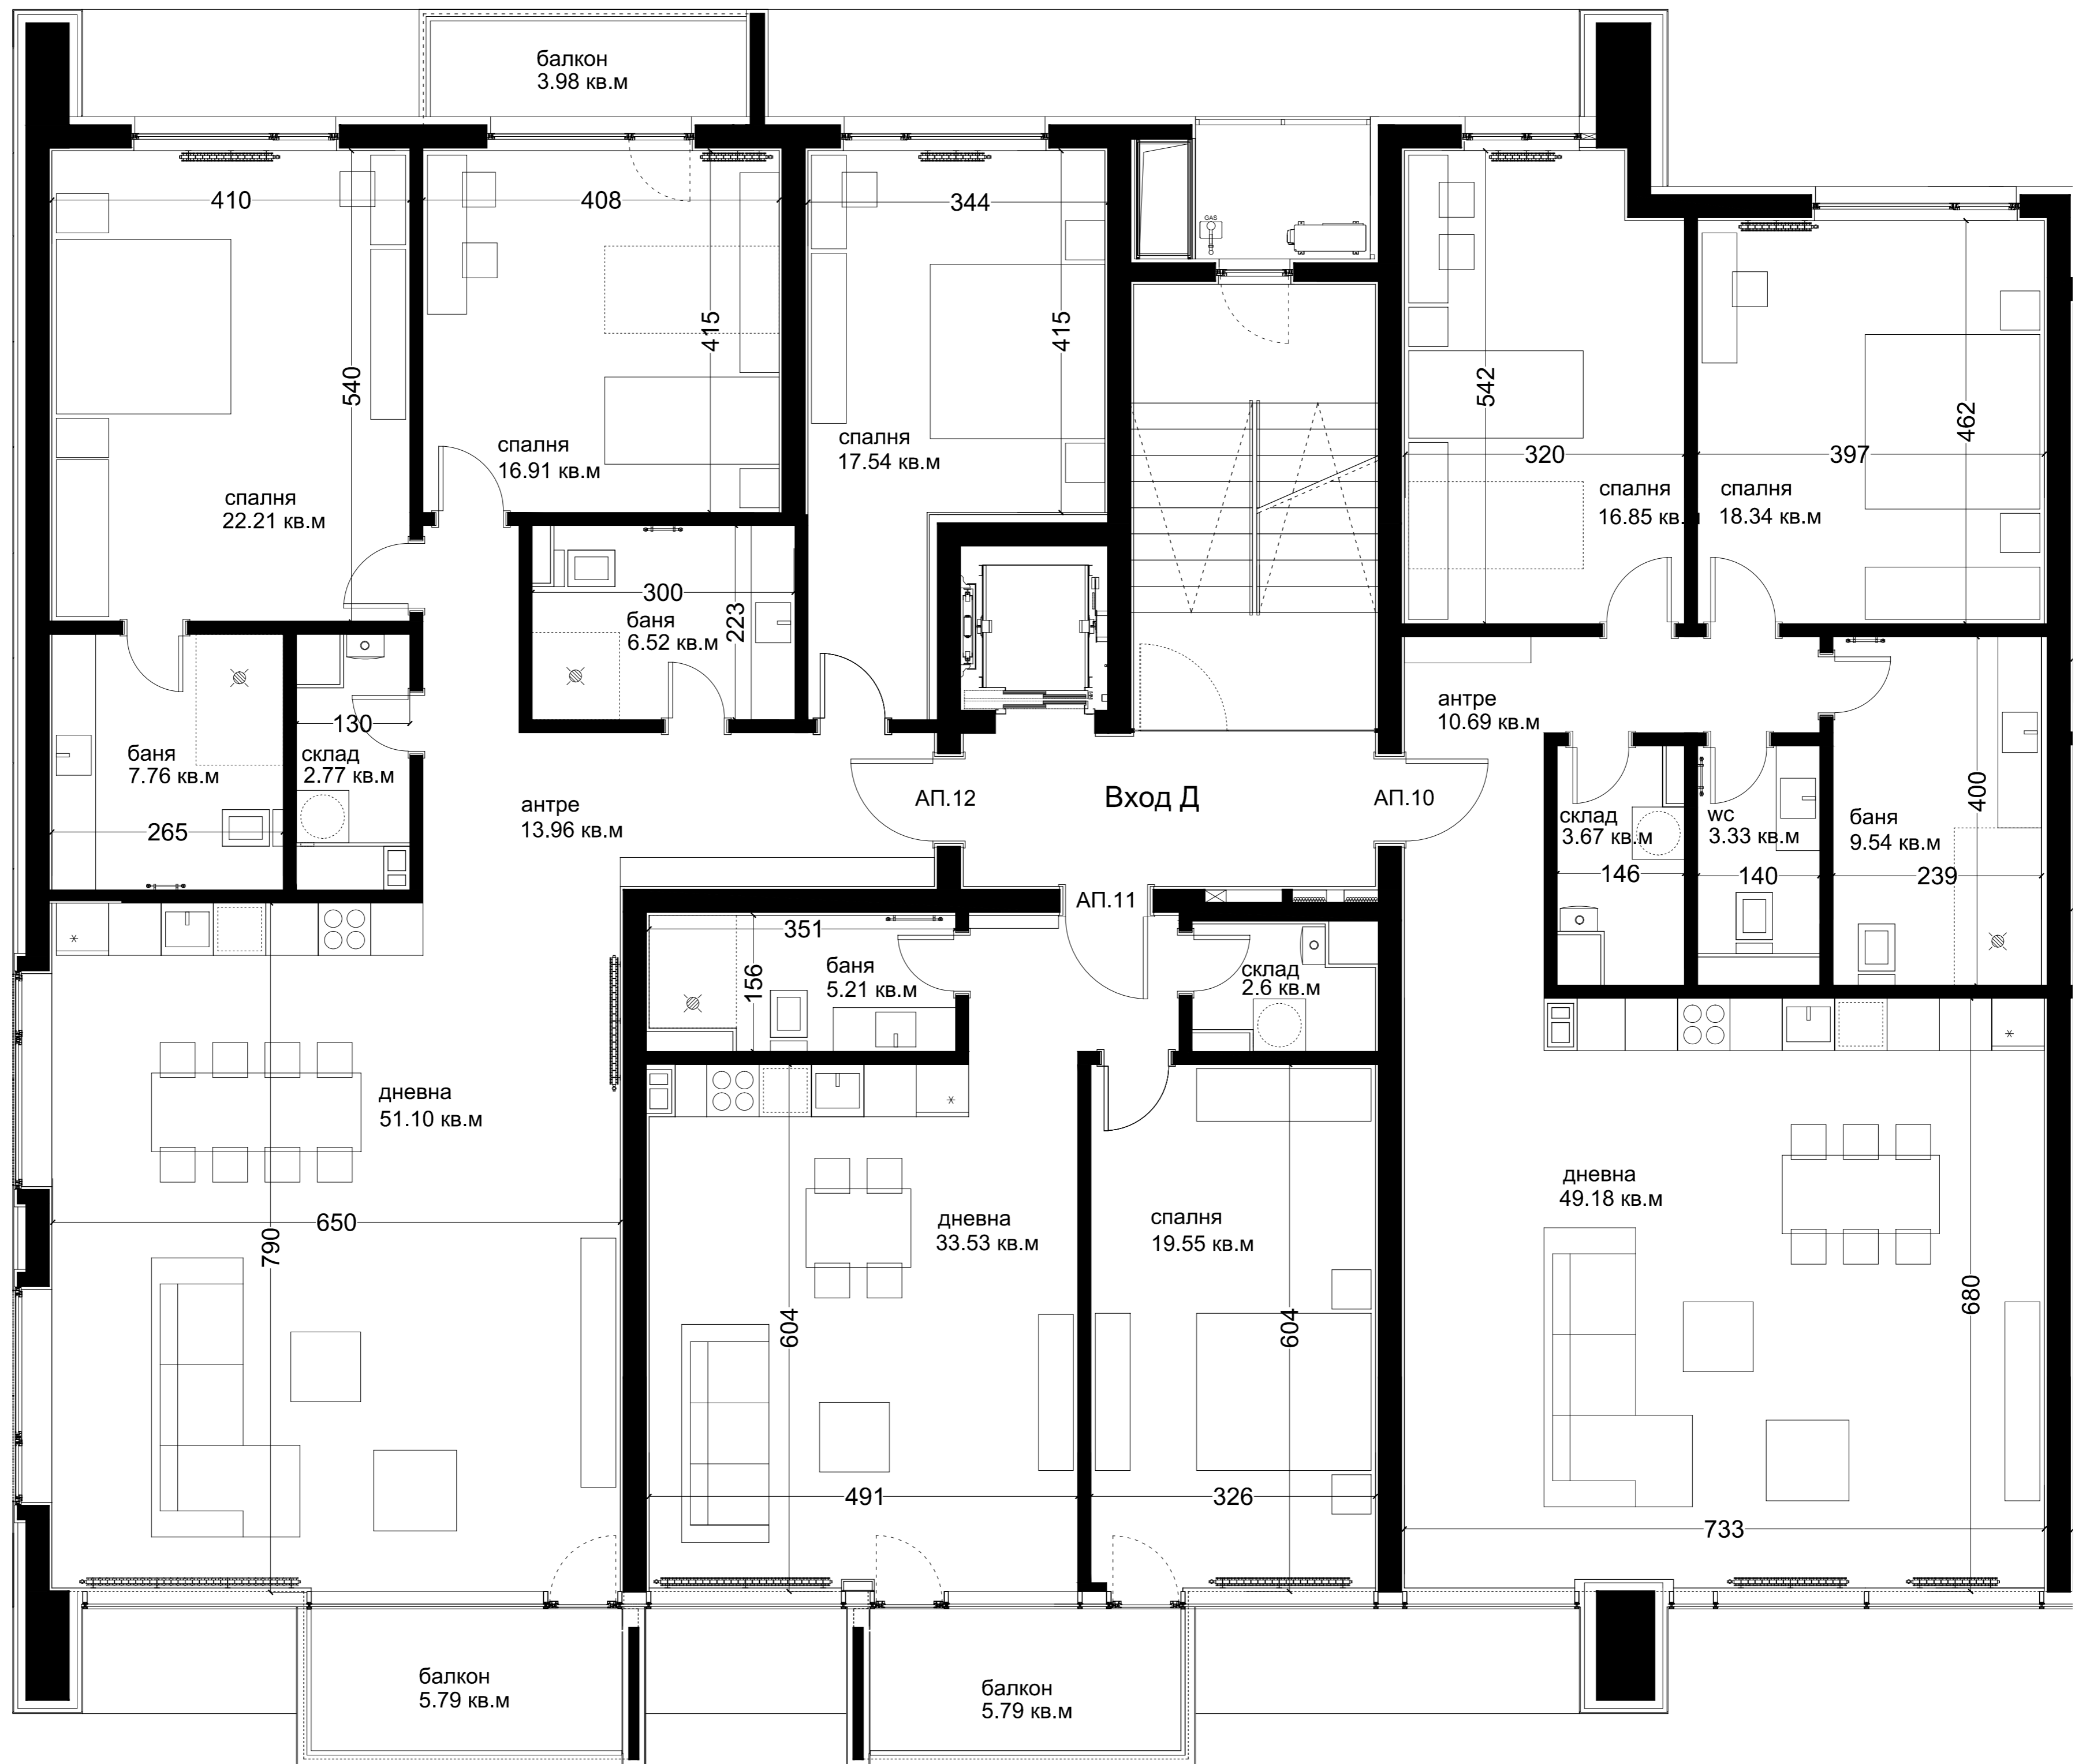 балкон
3.98 кв.м
410
408
344
GAS
415
415
540
542
462
спалня
16.91 кв.м
спалня
17.54 кв.м
320
397
спалня
22.21 кв.м
спалня
16.85 кв.
спалня
18.34 кв.м
300
223
баня
6.52 кв.м
130
баня
7.76 кв.м
склад
2.77 кв.м
265
антре
10.69 кв.м
антре
13.96 кв.м
АП.12
Вход Д
АП.10
400
склад
3.67 кв.м
wc
3.33 кв.м
баня
9.54 кв.м
146
140
239
АП.11
351
156
баня
5.21 кв.м
склад
2.6 кв.м
дневна
51.10 кв.м
650
790
дневна
33.53 кв.м
спалня
19.55 кв.м
дневна
49.18 кв.м
604
604
680
491
326
733
балкон
5.79 кв.м
балкон
5.79 кв.м